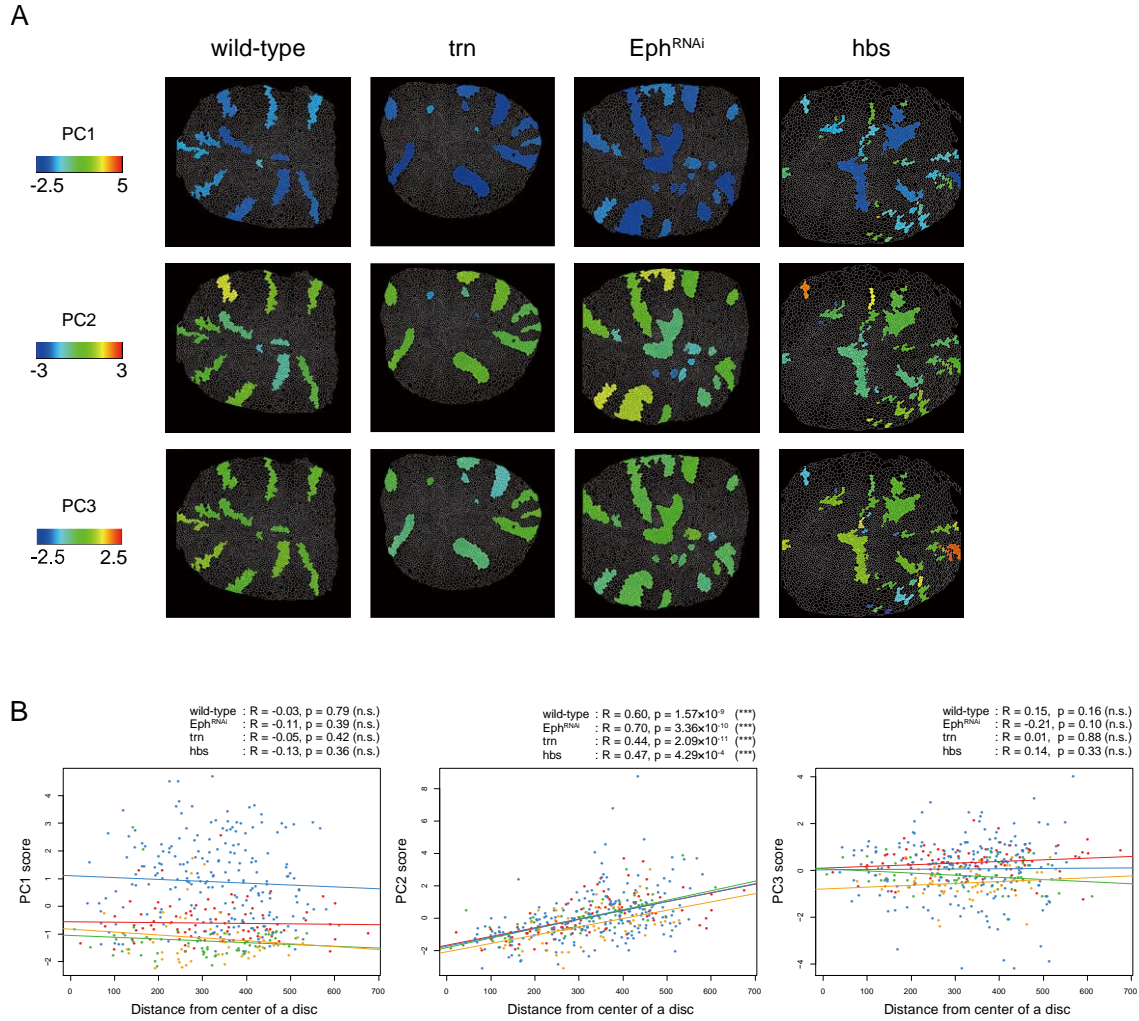 A
wild-type trn Eph^RNAi hbs
PC1
-2.5 5
PC2
-3 3
PC3
-2.5 2.5
B
wild-type : R = -0.03, p = 0.79 (n.s.)
Eph^RNAi : R = -0.11, p = 0.39 (n.s.)
trn : R = -0.05, p = 0.42 (n.s.)
hbs : R = -0.13, p = 0.36 (n.s.)
wild-type : R = 0.60, p = 1.57×10^-9 (***)
Eph^RNAi : R = 0.70, p = 3.36×10^-10 (***)
trn : R = 0.44, p = 2.09×10^-11 (***)
hbs : R = 0.47, p = 4.29×10^-4 (***)
wild-type : R = 0.15, p = 0.16 (n.s.)
Eph^RNAi : R = -0.21, p = 0.10 (n.s.)
trn : R = 0.01, p = 0.88 (n.s.)
hbs : R = 0.14, p = 0.33 (n.s.)
PC1 score
4
3
2
1
0
-1
-2
0 100 200 300 400 500 600 700
Distance from center of a disc
PC2 score
8
6
4
2
0
-2
0 100 200 300 400 500 600 700
Distance from center of a disc
PC3 score
4
2
0
-2
-4
0 100 200 300 400 500 600 700
Distance from center of a disc